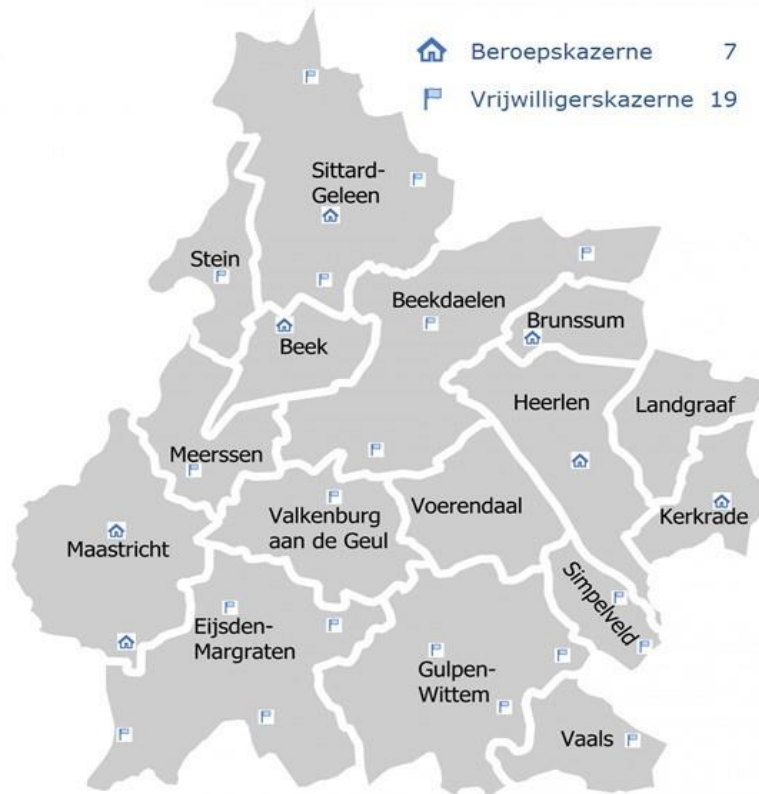 Beroepskazerne 7
Vrijwilligerskazerne 19
Sittard-
Geleen
Stein
Beekdaelen
Brunssum
Beek
Heerlen
Landgraaf
Meerssen
Voerendaal
Valkenburg
aan de Geul
Kerkrade
Maastricht
Simpelveld
Eijsden-
Margraten
Gulpen-
Wittem
Vaals